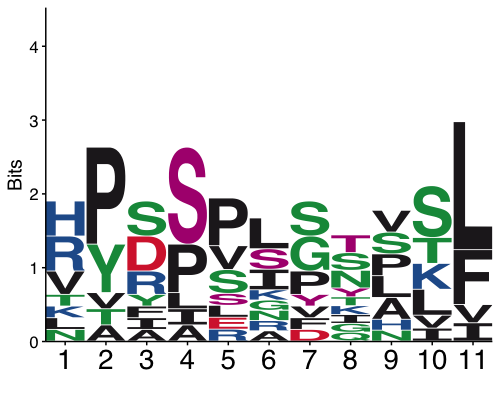 Bits
4
3
2
1
0
H R V T K L N
P Y V T A
S D R Y F I A
S P L I A
P V S S L E R
L S I K N R A
S G P Y V F D
T S N Y T K I G
V S P L A H N
S T K L V I
L F V I
1 2 3 4 5 6 7 8 9 10 11